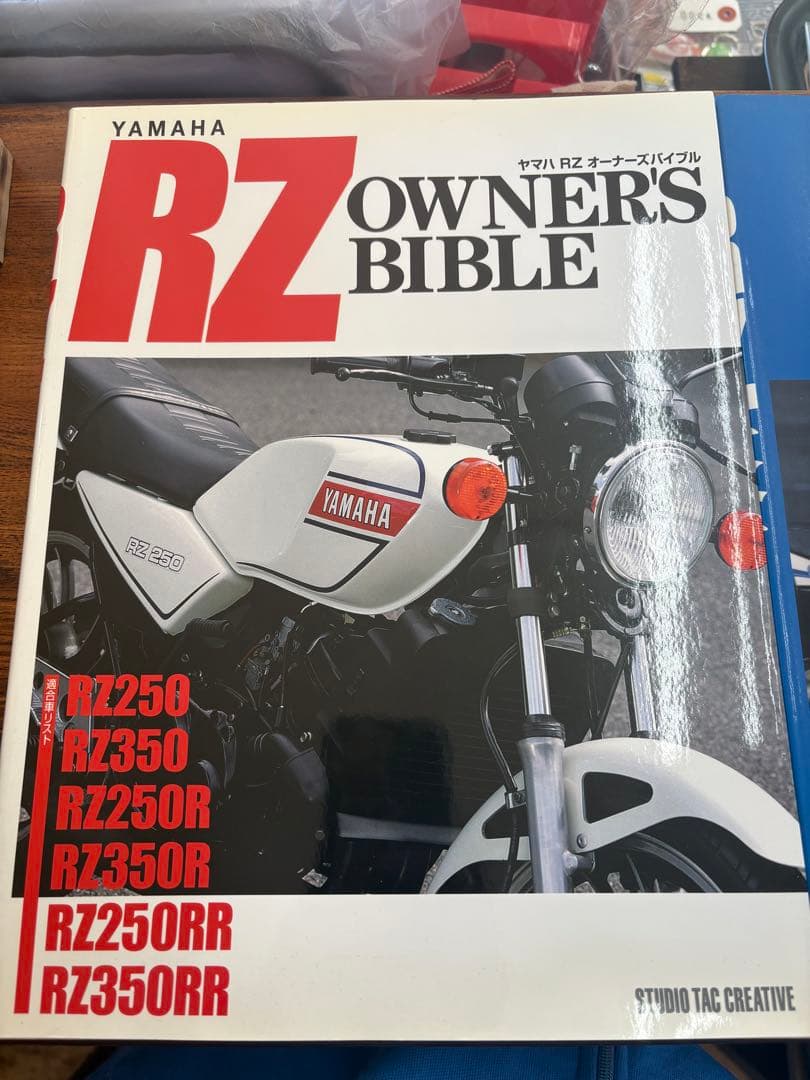 YAMAHA
RZ
ヤマハ RZ オーナーズバイブル
OWNER'S
BIBLE
YAMAHA
RZ 250
適合車リスト
RZ250
RZ350
RZ250R
RZ350R
RZ250RR
RZ350RR
STUDIO TAC CREATIVE